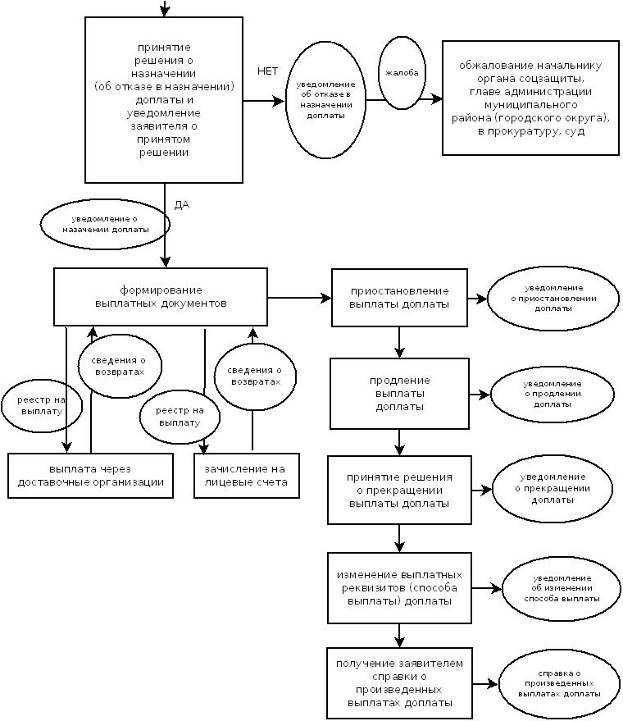 принятие
решения о
назначении
(об отказе в назначении)
доплаты и
уведомление
заявителя о
принятом
решении
НЕТ
уведомление
об отказе в
назначении
доплаты
жалоба
обжалование начальнику
органа соцзащиты,
главе администрации
муниципального
района (городского округа),
в прокуратуру, суд
ДА
уведомление о
назачении доплаты
формирование
выплатных документов
приостановление
выплаты доплаты
уведомление
о приостановлении
доплаты
сведения о
возвратах
сведения о
возвратах
реестр на
выплату
реестр на
выплату
продление
выплаты
доплаты
уведомление
о продлении
доплаты
выплата через
доставочные организации
зачисление на
лицевые счета
принятие решения
о прекращении
выплаты доплаты
уведомление
о прекращении
доплаты
изменение выплатных
реквизитов (способа
выплаты) доплаты
уведомление
об изменении
способа выплаты
получение заявителем
справки о
произведенных
выплатах доплаты
справка о
произведенных
выплатах доплаты